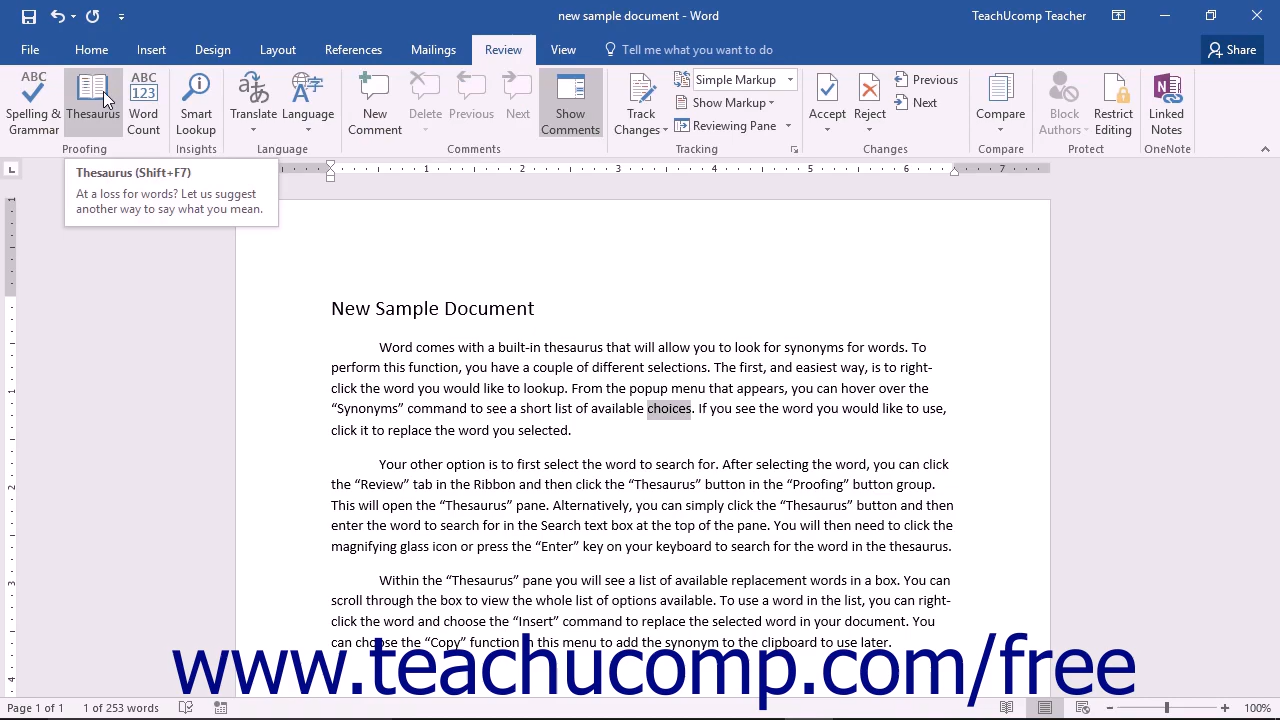 new sample document - Word
TeachUcomp Teacher
File Home Insert Design Layout References Mailings Review View Tell me what you want to do Share
ABC
Spelling & Grammar
Thesaurus
ABC
123
Word Count
Proofing
Smart Lookup
Insights
Translate
Language
Language
New Comment
Delete
Previous
Next
Show Comments
Comments
Track Changes
Simple Markup
Show Markup
Reviewing Pane
Tracking
Accept
Reject
Previous
Next
Changes
Compare
Compare
Block Authors
Restrict Editing
Protect
Linked Notes
OneNote
Thesaurus (Shift+F7)
At a loss for words? Let us suggest
another way to say what you mean.
1 2 3 4 5 6 7
1
1
2
3
4
New Sample Document
Word comes with a built-in thesaurus that will allow you to look for synonyms for words. To
perform this function, you have a couple of different selections. The first, and easiest way, is to right-
click the word you would like to lookup. From the popup menu that appears, you can hover over the
“Synonyms” command to see a short list of available choices. If you see the word you would like to use,
click it to replace the word you selected.
Your other option is to first select the word to search for. After selecting the word, you can click
the “Review” tab in the Ribbon and then click the “Thesaurus” button in the “Proofing” button group.
This will open the “Thesaurus” pane. Alternatively, you can simply click the “Thesaurus” button and then
enter the word to search for in the Search text box at the top of the pane. You will then need to click the
magnifying glass icon or press the “Enter” key on your keyboard to search for the word in the thesaurus.
Within the “Thesaurus” pane you will see a list of available replacement words in a box. You can
scroll through the box to view the whole list of options available. To use a word in the list, you can right-
click the word and choose the “Insert” command to replace the selected word in your document. You
can choose the “Copy” function in this menu to add the synonym to the clipboard to use later.
www.teachucomp.com/free
Page 1 of 1 1 of 253 words 100%